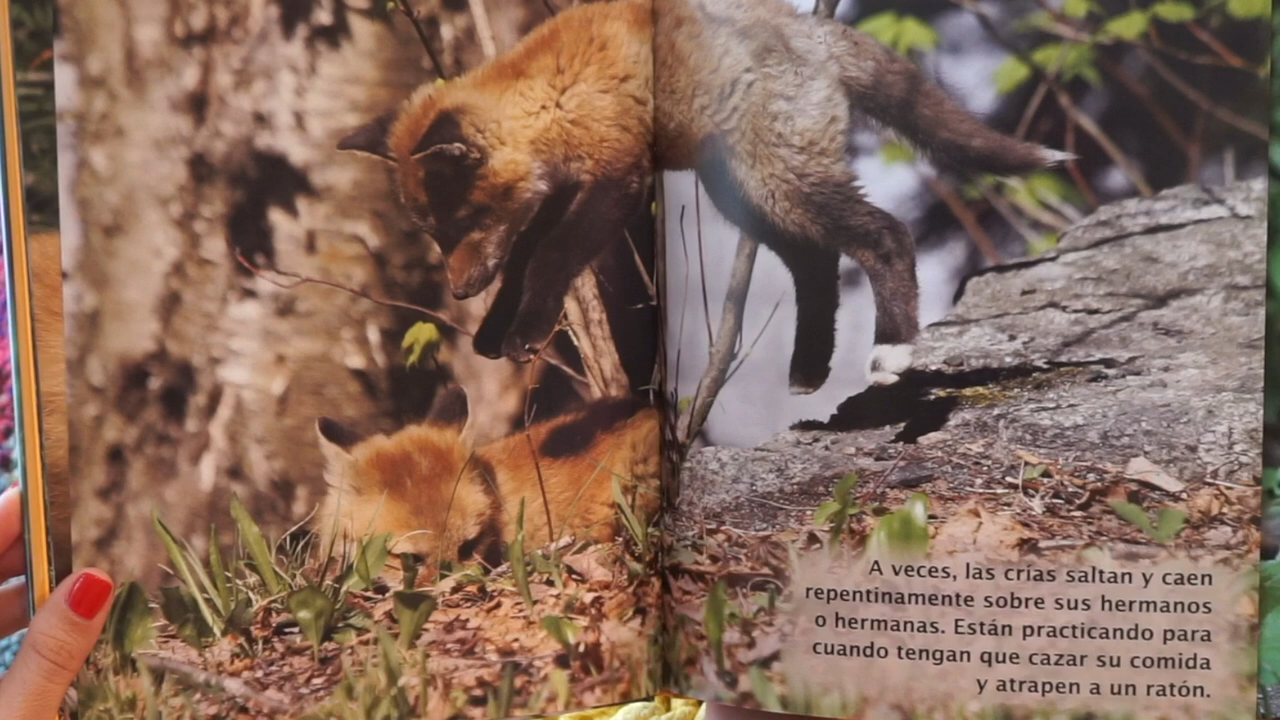 A veces, las crías saltan y caen
repentinamente sobre sus hermanos
o hermanas. Están practicando para
cuando tengan que cazar su comida
y atrapen a un ratón.